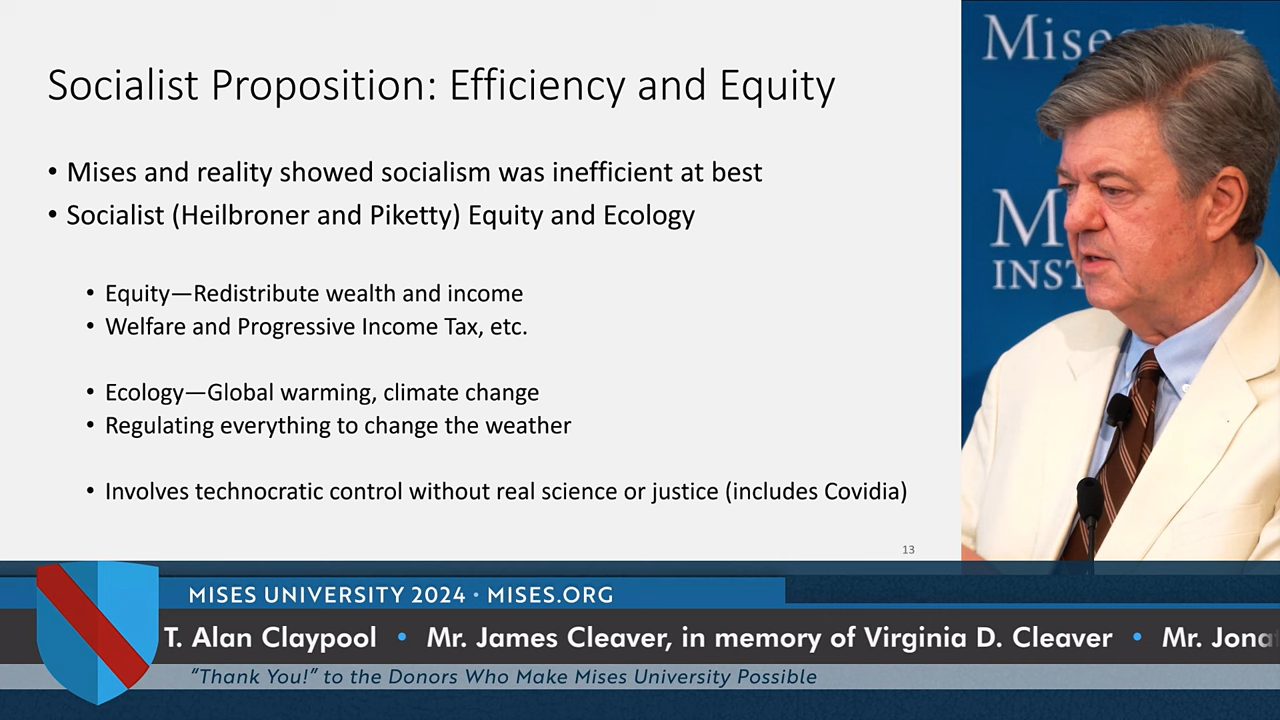 Socialist Proposition: Efficiency and Equity
• Mises and reality showed socialism was inefficient at best
• Socialist (Heilbroner and Piketty) Equity and Ecology
• Equity—Redistribute wealth and income
• Welfare and Progressive Income Tax, etc.
• Ecology—Global warming, climate change
• Regulating everything to change the weather
• Involves technocratic control without real science or justice (includes Covidia)
13
MISES UNIVERSITY 2024 • MISES.ORG
T. Alan Claypool • Mr. James Cleaver, in memory of Virginia D. Cleaver • Mr. Jona
"Thank You!" to the Donors Who Make Mises University Possible